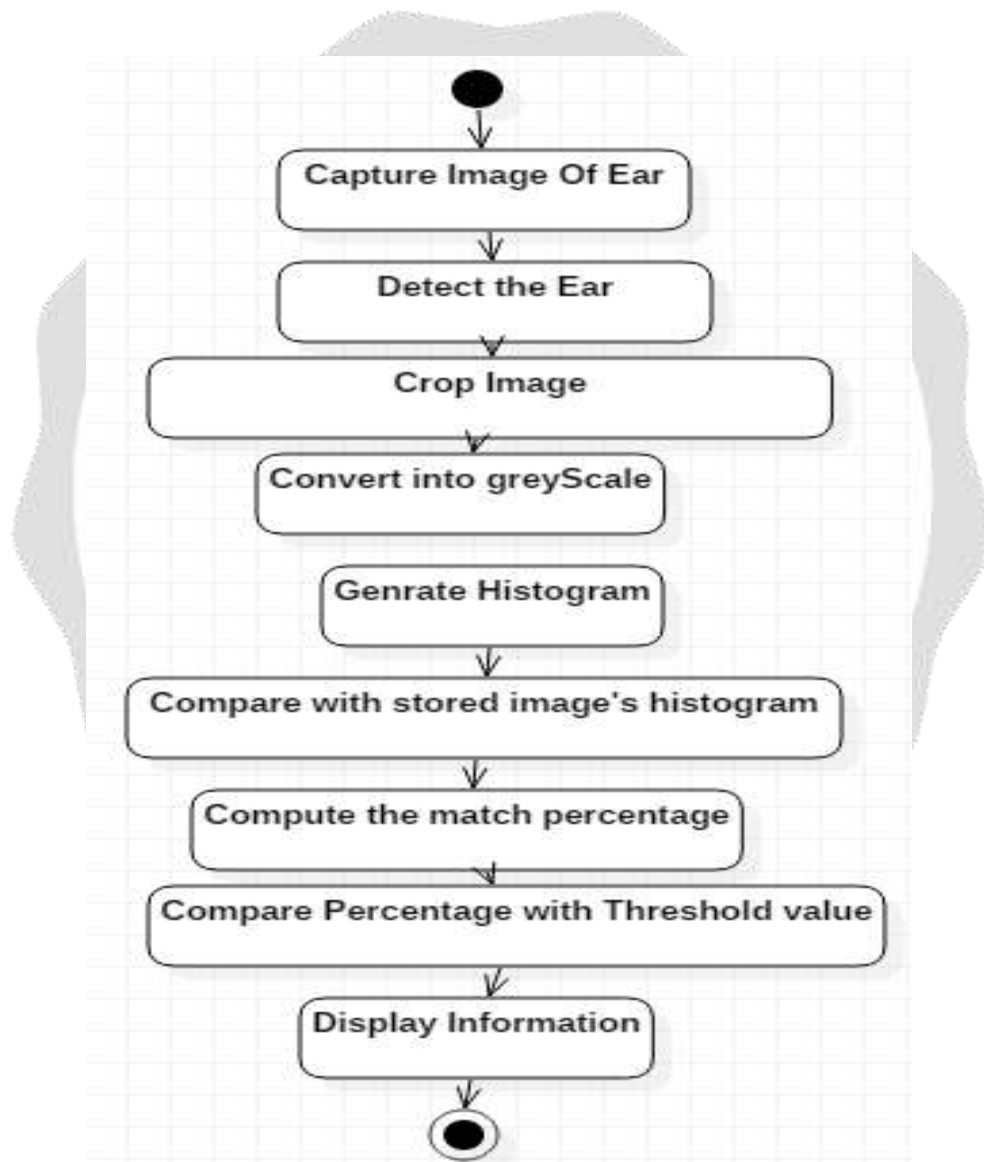 Capture Image Of Ear
Detect the Ear
Crop Image
Convert into greyScale
Genrate Histogram
Compare with stored image's histogram
Compute the match percentage
Compare Percentage with Threshold value
Display Information